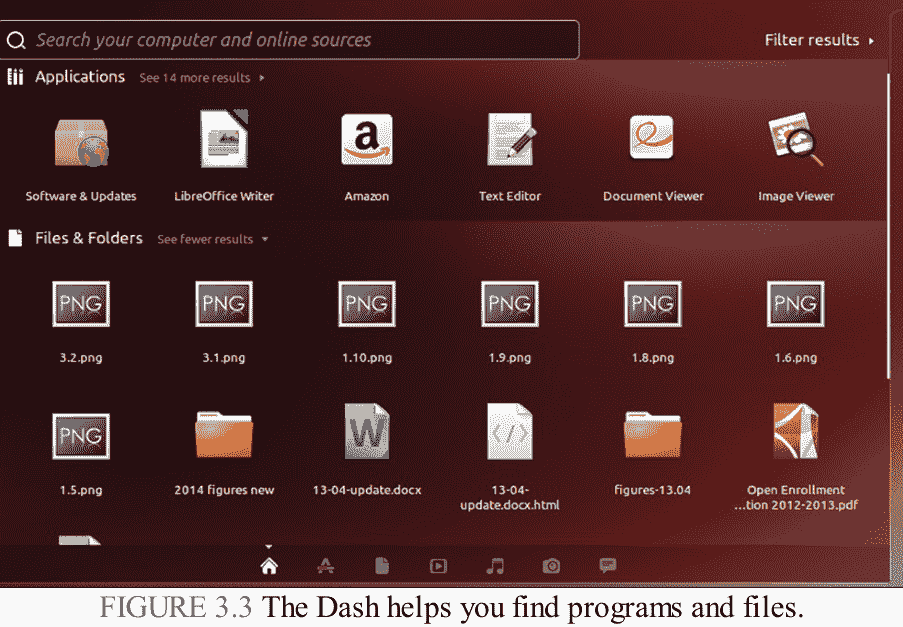 Search your computer and online sources
Filter results
Applications See 14 more results
a
Software & Updates LibreOffice Writer Amazon Text Editor Document Viewer Image Viewer
Files & Folders See fewer results
PNG PNG PNG PNG PNG PNG
3.2.png 3.1.png 1.10.png 1.9.png 1.8.png 1.6.png
PNG W </>
1.5.png 2014 figures new 13-04-update.docx 13-04- figures-13.04 Open Enrollment
update.docx.html ...tion 2012-2013.pdf
FIGURE 3.3 The Dash helps you find programs and files.